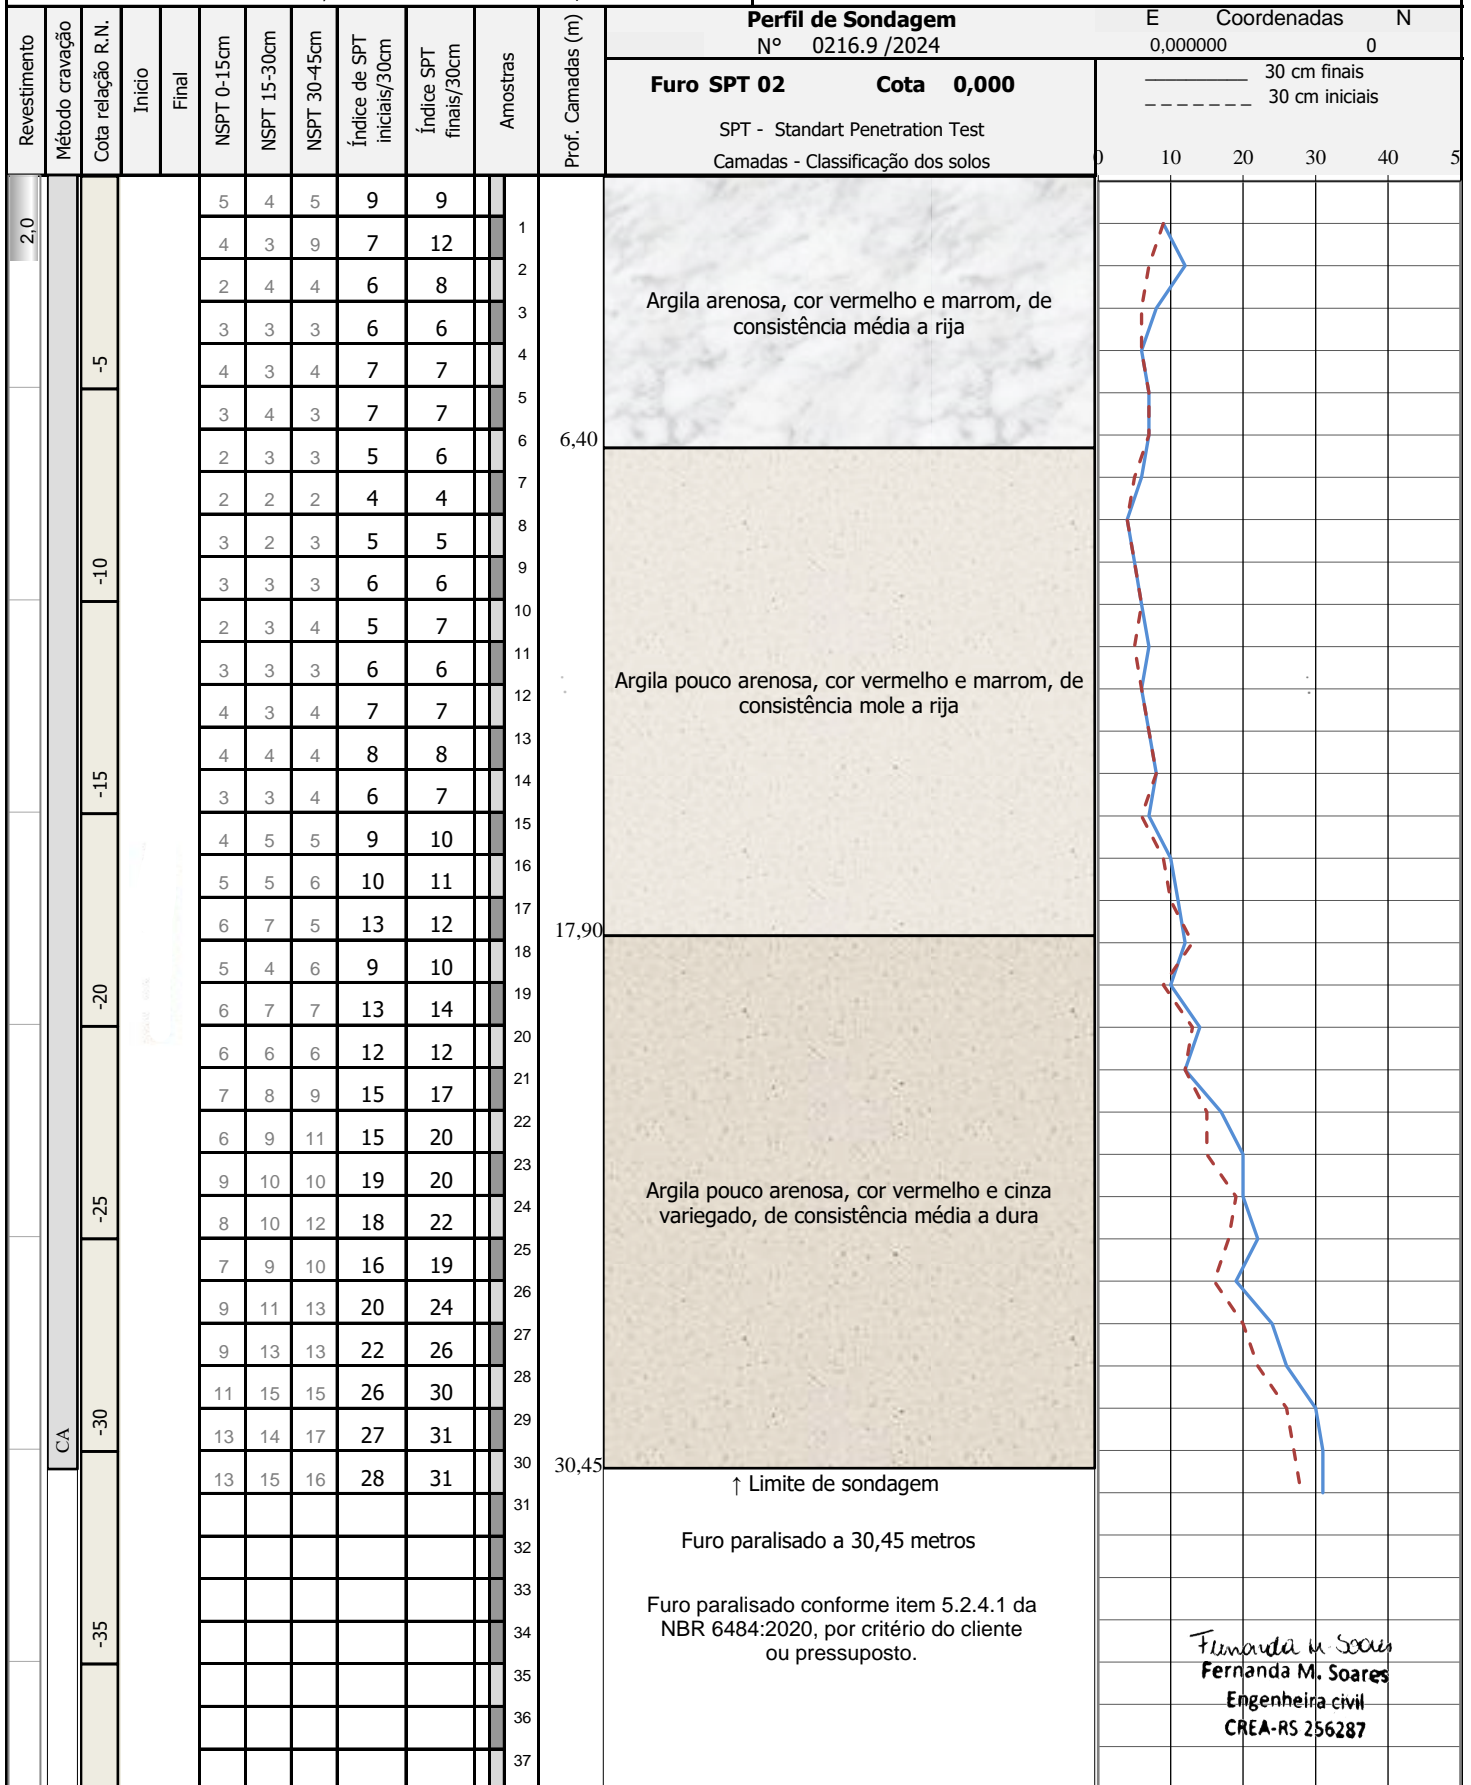 Perfil de Sondagem
N° 0216.9 /2024
Furo SPT 02 Cota 0,000
SPT - Standart Penetration Test
Camadas - Classificação dos solos
E Coordenadas N
0,000000 0
30 cm finais
30 cm iniciais
0 10 20 30 40 5
Revestimento
Método cravação
Cota relação R.N.
Inicio
Final
NSPT 0-15cm
NSPT 15-30cm
NSPT 30-45cm
Índice de SPT iniciais/30cm
Índice SPT finais/30cm
Amostras
Prof. Camadas (m)
2,0
CA
-5
-10
-15
-20
-25
-30
-35
5 4 5 9 9
4 3 9 7 12 1
2 4 4 6 8 2
3 3 3 6 6 3
4 3 4 7 7 4
3 4 3 7 7 5
2 3 3 5 6 6
2 2 2 4 4 7
3 2 3 5 5 8
3 3 3 6 6 9
2 3 4 5 7 10
3 3 3 6 6 11
4 3 4 7 7 12
4 4 4 8 8 13
3 3 4 6 7 14
4 5 5 9 10 15
5 5 6 10 11 16
6 7 5 13 12 17
5 4 6 9 10 18
6 7 7 13 14 19
6 6 6 12 12 20
7 8 9 15 17 21
6 9 11 15 20 22
9 10 10 19 20 23
8 10 12 18 22 24
7 9 10 16 19 25
9 11 13 20 24 26
9 13 13 22 26 27
11 15 15 26 30 28
13 14 17 27 31 29
13 15 16 28 31 30
31
32
33
34
35
36
37
6,40
17,90
30,45
Argila arenosa, cor vermelho e marrom, de
consistência média a rija
Argila pouco arenosa, cor vermelho e marrom, de
consistência mole a rija
Argila pouco arenosa, cor vermelho e cinza
variegado, de consistência média a dura
↑ Limite de sondagem
Furo paralisado a 30,45 metros
Furo paralisado conforme item 5.2.4.1 da
NBR 6484:2020, por critério do cliente
ou pressuposto.
Fernanda M Soares
Fernanda M. Soares
Engenheira civil
CREA-RS 256287